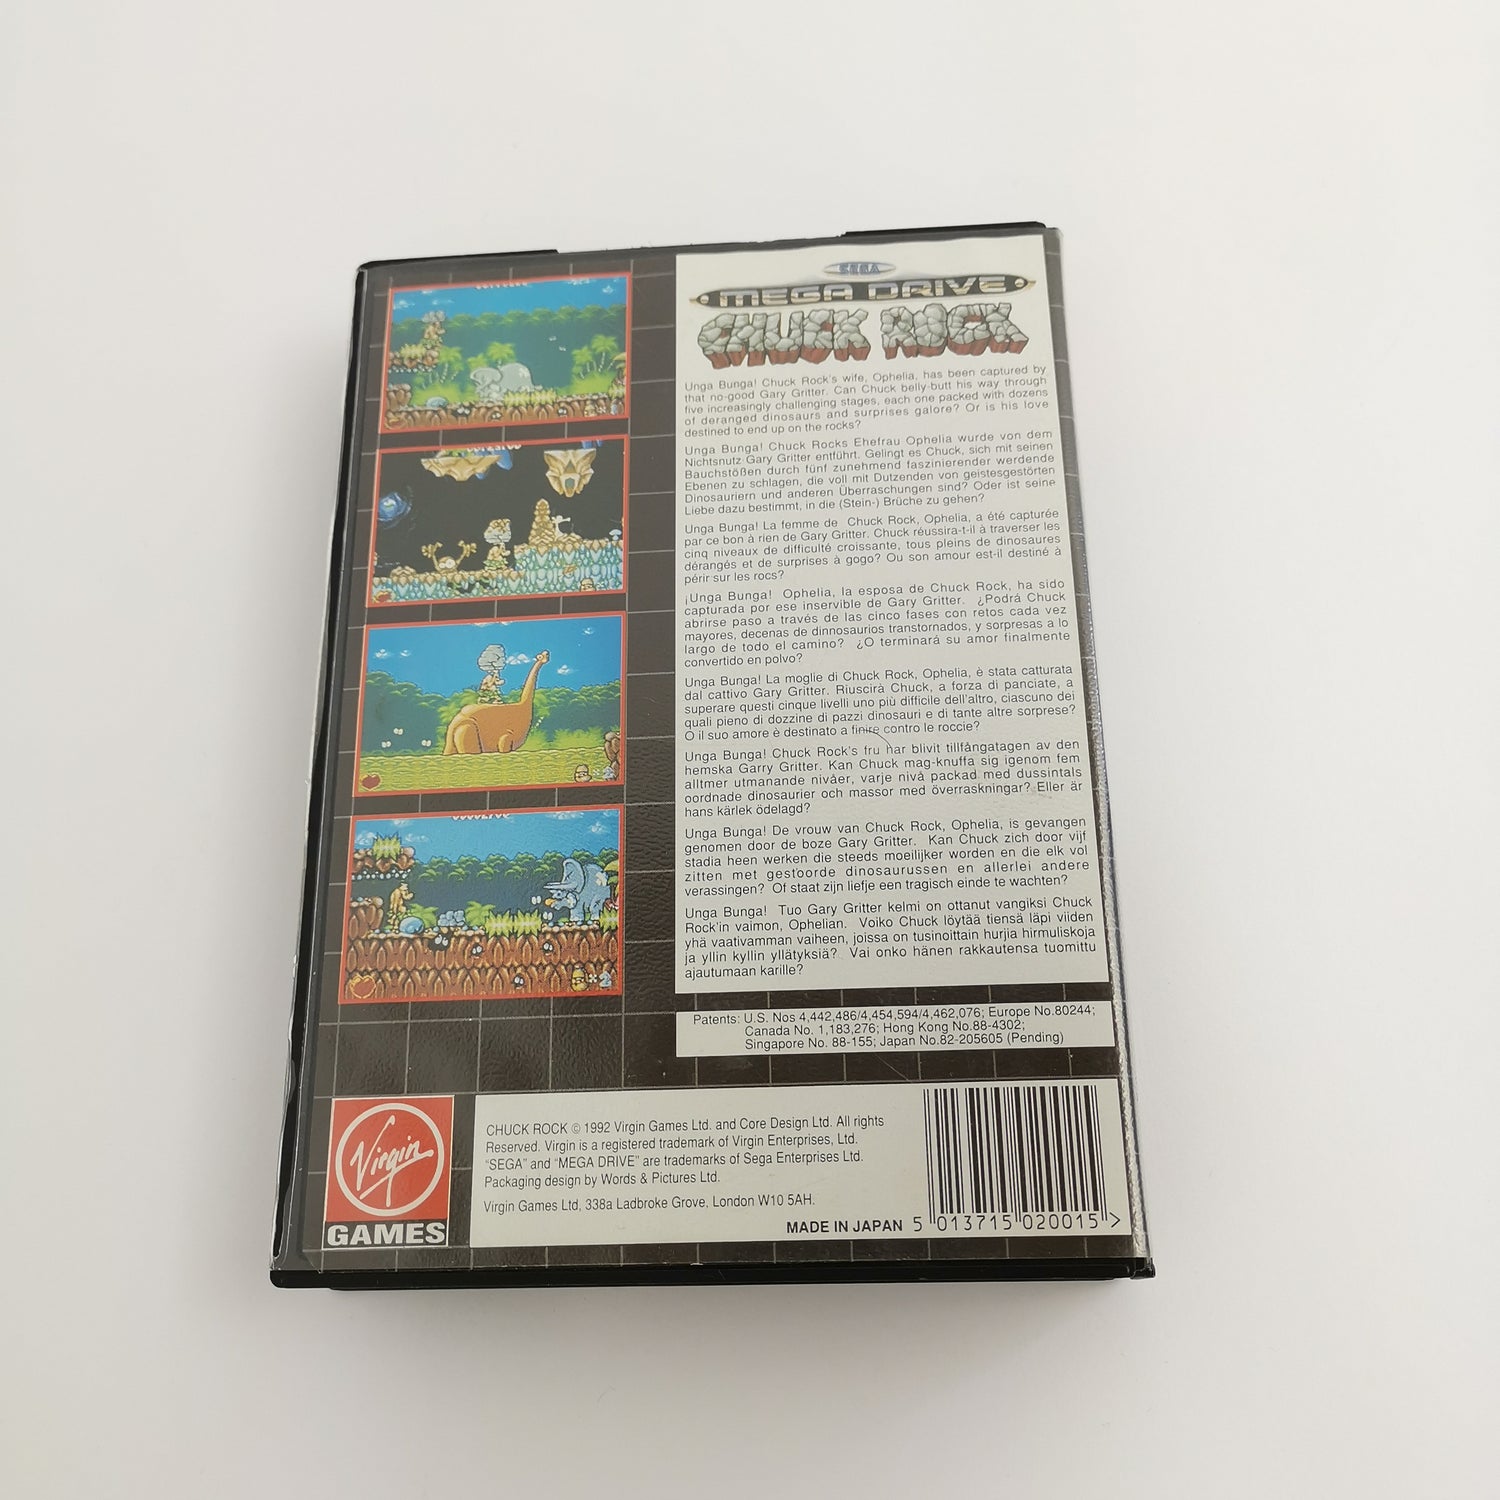 SEGA
MEGA DRIVE
CHUCK ROCK
Unga Bunga! Chuck Rock's wife, Ophelia, has been captured by
that no-good Gary Gritter. Can Chuck belly-butt his way through
five increasingly challenging stages, each one packed with dozens
of deranged dinosaurs and surprises galore? Or is his love
destined to end up on the rocks?
Unga Bunga! Chuck Rocks Ehefrau Ophelia wurde von dem
Nichtsnutz Gary Gritter entführt. Gelingt es Chuck, sich mit seinen
Bauchstößen durch fünf zunehmend faszinierender werdende
Ebenen zu schlagen, die voll mit Dutzenden von geistesgestörten
Dinosauriern und anderen Überraschungen sind? Oder ist seine
Liebe dazu bestimmt, in die (Stein-) Brüche zu gehen?
Unga Bunga! La femme de Chuck Rock, Ophelia, a été capturée
par ce bon à rien de Gary Gritter. Chuck réussira-t-il à traverser les
cinq niveaux de difficulté croissante, tous pleins de dinosaures
dérangés et de surprises à gogo? Ou son amour est-il destiné à
périr sur les rocs?
¡Unga Bunga! Ophelia, la esposa de Chuck Rock, ha sido
capturada por ese inservible de Gary Gritter. ¿Podrá Chuck
abrirse paso a través de las cinco fases con retos cada vez
mayores, decenas de dinnosaurios transtornados, y sorpresas a lo
largo de todo el camino? ¿O terminará su amor finalmente
convertido en polvo?
Unga Bunga! La moglie di Chuck Rock, Ophelia, è stata catturata
dal cattivo Gary Gritter. Riuscirà Chuck, a forza di panciate, a
superare questi cinque livelli uno più difficile dell'altro, ciascuno dei
quali pieno di dozzine di pazzi dinosauri e di tante altre sorprese?
O il suo amore è destinato a finire contro le roccie?
Unga Bunga! Chuck Rock's fru har blivit tillfångatagen av den
hemska Garry Gritter. Kan Chuck mag-knuffa sig igenom fem
alltmer utmanande nivåer, varje nivå packad med dussintals
oordnade dinosaurier och massor med överraskningar? Eller är
hans kärlek ödelagd?
Unga Bunga! De vrouw van Chuck Rock, Ophelia, is gevangen
genomen door de boze Gary Gritter. Kan Chuck zich door vijf
stadia heen werken die steeds moeilijker worden en die elk vol
zitten met gestoorde dinosaurussen en allerlei andere
verassingen? Of staat zijn liefje een tragisch einde te wachten?
Unga Bunga! Tuo Gary Gritter kelmi on ottanut vangiksi Chuck
Rock'in vaimon, Ophelian. Voiko Chuck löytää tiensä läpi viiden
yhä vaativamman vaiheen, joissa on tusinoittain hurjia hirmuliskoja
ja yllin kyllin yllätyksiä? Vai onko hänen rakkautensa tuomittu
ajautumaan karille?
Patents: U.S. Nos 4,442,486/4,454,594/4,462,076; Europe No.80244;
Canada No. 1,183,276; Hong Kong No.88-4302;
Singapore No. 88-155; Japan No.82-205605 (Pending)
Virgin
GAMES
CHUCK ROCK © 1992 Virgin Games Ltd. and Core Design Ltd. All rights
Reserved. Virgin is a registered trademark of Virgin Enterprises, Ltd.
"SEGA" and "MEGA DRIVE" are trademarks of Sega Enterprises Ltd.
Packaging design by Words & Pictures Ltd.
Virgin Games Ltd, 338a Ladbroke Grove, London W10 5AH.
MADE IN JAPAN
5 013715 020015 >